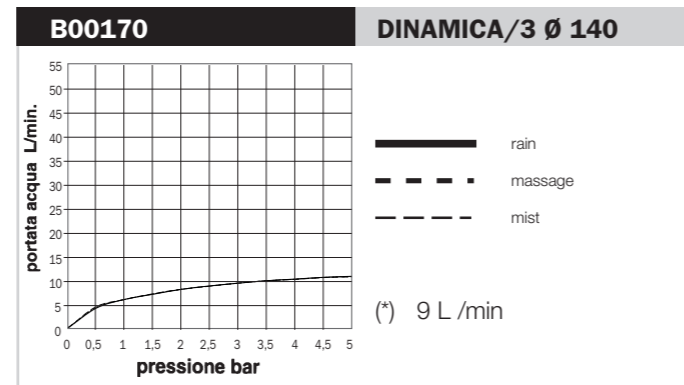 B00170
DINAMICA/3 Ø 140
portata acqua L/min.
55
50
45
40
35
30
25
20
15
10
5
0
0 0,5 1 1,5 2 2,5 3 3,5 4 4,5 5
pressione bar
rain
massage
mist
(*) 9 L /min